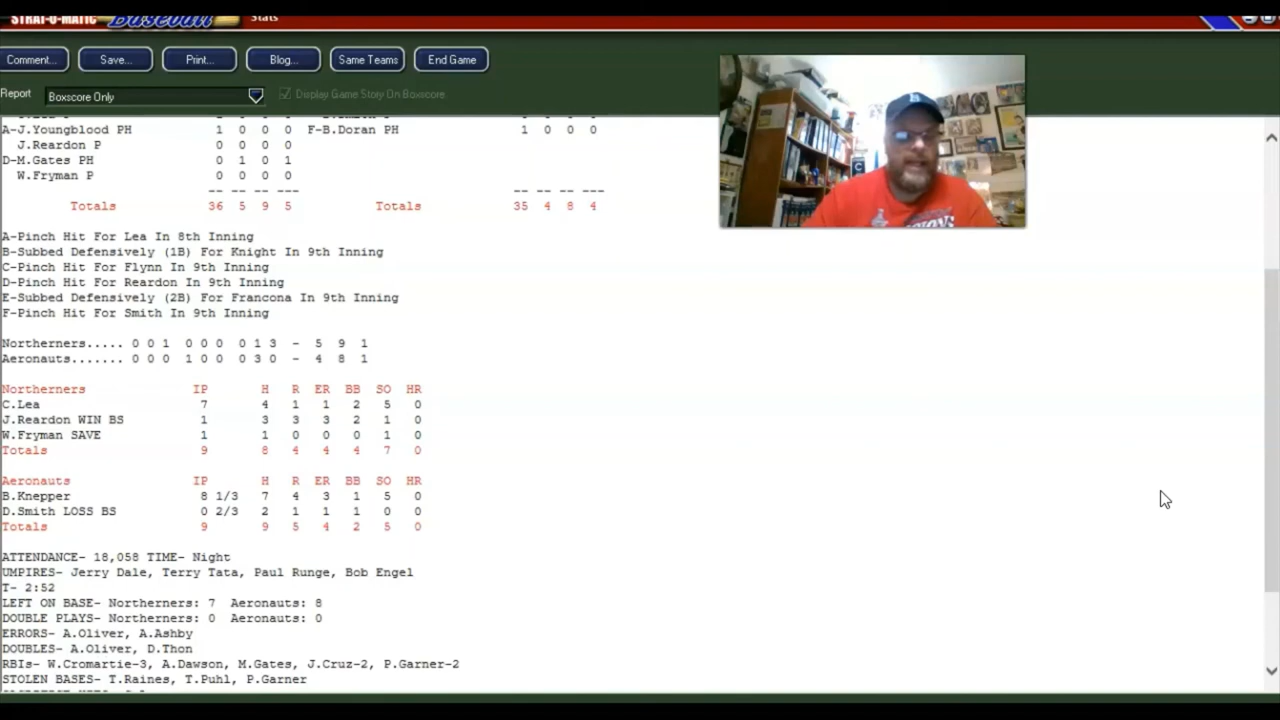 STRAT-O-MATIC Baseball Stats
Comment... Save... Print... Blog... Same Teams End Game
Report Boxscore Only Display Game Story On Boxscore
A-J.Youngblood PH 1 0 0 0 F-B.Doran PH 1 0 0 0
J.Reardon P 0 0 0 0
D-M.Gates PH 0 1 0 1
W.Fryman P 0 0 0 0
-- -- -- --- -- -- -- ---
Totals 36 5 9 5 Totals 35 4 8 4
A-Pinch Hit For Lea In 8th Inning
B-Subbed Defensively (1B) For Knight In 9th Inning
C-Pinch Hit For Flynn In 9th Inning
D-Pinch Hit For Reardon In 9th Inning
E-Subbed Defensively (2B) For Francona In 9th Inning
F-Pinch Hit For Smith In 9th Inning
Northerners..... 0 0 1 0 0 0 0 1 3 - 5 9 1
Aeronauts....... 0 0 0 1 0 0 0 3 0 - 4 8 1
Northerners IP H R ER BB SO HR
C.Lea 7 4 1 1 2 5 0
J.Reardon WIN BS 1 3 3 3 2 1 0
W.Fryman SAVE 1 1 0 0 0 1 0
Totals 9 8 4 4 4 7 0
Aeronauts IP H R ER BB SO HR
B.Knepper 8 1/3 7 4 3 1 5 0
D.Smith LOSS BS 0 2/3 2 1 1 1 0 0
Totals 9 9 5 4 2 5 0
ATTENDANCE- 18,058 TIME- Night
UMPIRES- Jerry Dale, Terry Tata, Paul Runge, Bob Engel
T- 2:52
LEFT ON BASE- Northerners: 7 Aeronauts: 8
DOUBLE PLAYS- Northerners: 0 Aeronauts: 0
ERRORS- A.Oliver, A.Ashby
DOUBLES- A.Oliver, D.Thon
RBIs- W.Cromartie-3, A.Dawson, M.Gates, J.Cruz-2, P.Garner-2
STOLEN BASES- T.Raines, T.Puhl, P.Garner